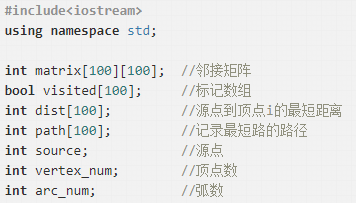 #include<iostream>
using namespace std;
int matrix[100][100];  //邻接矩阵
bool visited[100];  //标记数组
int dist[100];  //源点到顶点i的最短距离
int path[100];  //记录最短路的路径
int source;  //源点
int vertex_num;  //顶点数
int arc_num;  //弧数